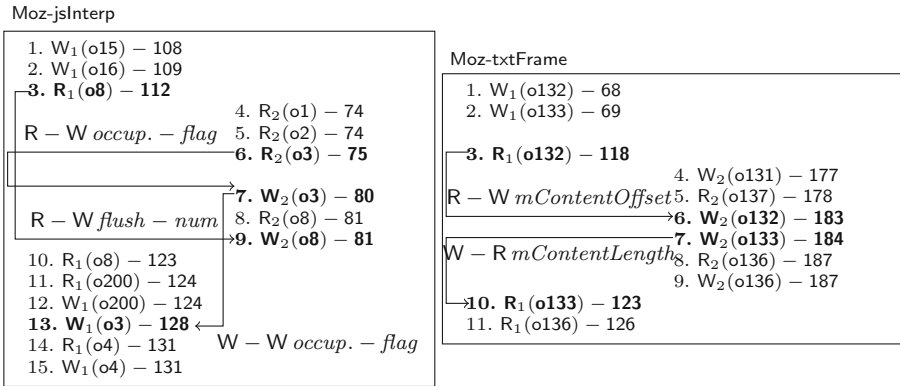 Moz-jsInterp
1. W₁(o15) – 108
2. W₁(o16) – 109
3. R₁(o8) – 112
4. R₂(o1) – 74
R – W occup. – flag
5. R₂(o2) – 74
6. R₂(o3) – 75
7. W₂(o3) – 80
R – W flush – num
8. R₂(o8) – 81
9. W₂(o8) – 81
10. R₁(o8) – 123
11. R₁(o200) – 124
12. W₁(o200) – 124
13. W₁(o3) – 128
14. R₁(o4) – 131
W – W occup. – flag
15. W₁(o4) – 131
Moz-txtFrame
1. W₁(o132) – 68
2. W₁(o133) – 69
3. R₁(o132) – 118
4. W₂(o131) – 177
R – W mContentOffset
5. R₂(o137) – 178
6. W₂(o132) – 183
7. W₂(o133) – 184
W – R mContentLength
8. R₂(o136) – 187
9. W₂(o136) – 187
10. R₁(o133) – 123
11. R₁(o136) – 126